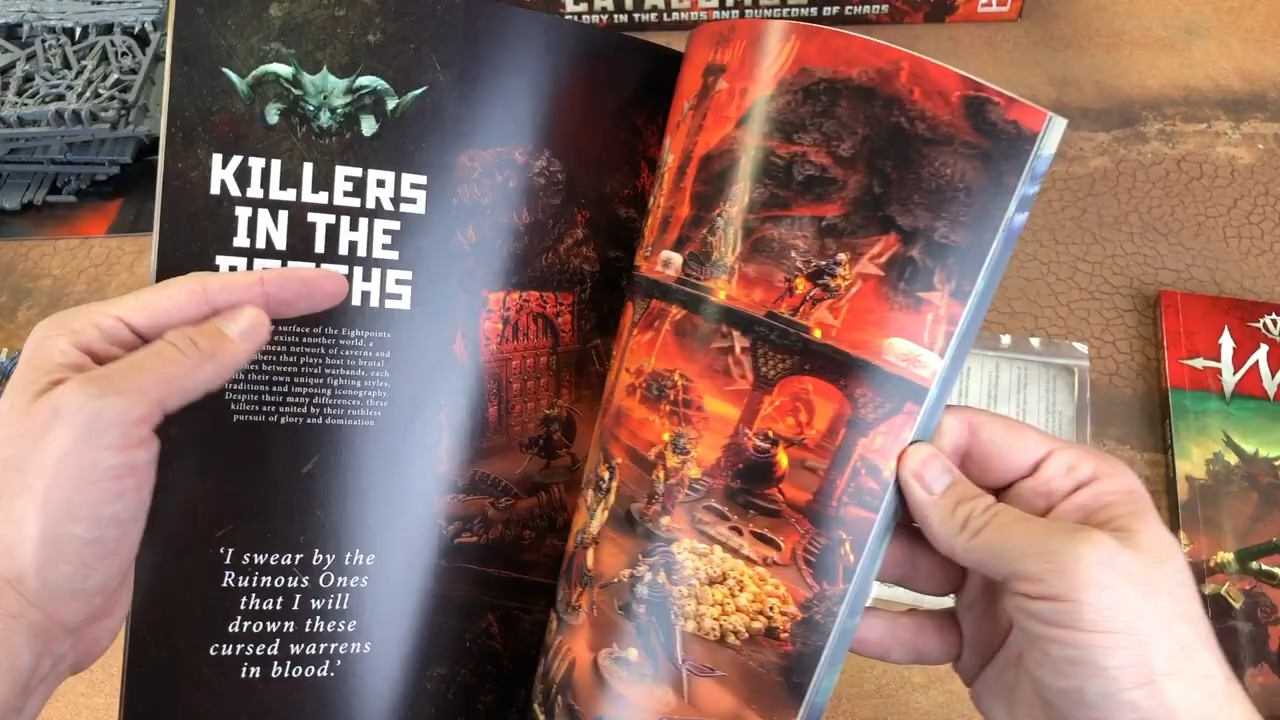 GLORY IN THE LANDS AND DUNGEONS OF CHAOS
KILLERS
IN THE
surface of the Eightpoints
exists another world, a
network of caverns and
that plays host to brutal
between rival warbands, each
with their own unique fighting styles,
traditions and imposing iconography.
Despite their many differences, these
killers are united by their ruthless
pursuit of glory and domination.
‘I swear by the
Ruinous Ones
that I will
drown these
cursed warrens
in blood.’